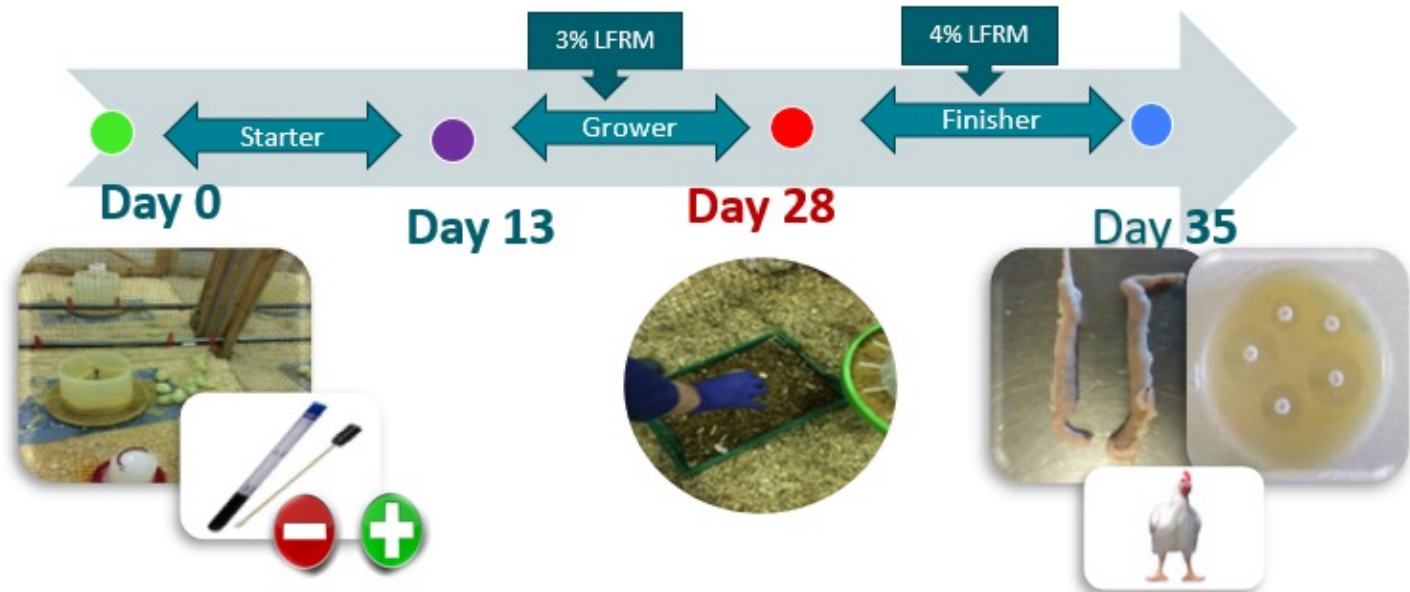 3% LFRM
4% LFRM
Starter
Grower
Finisher
Day 0
Day 13
Day 28
Day 35